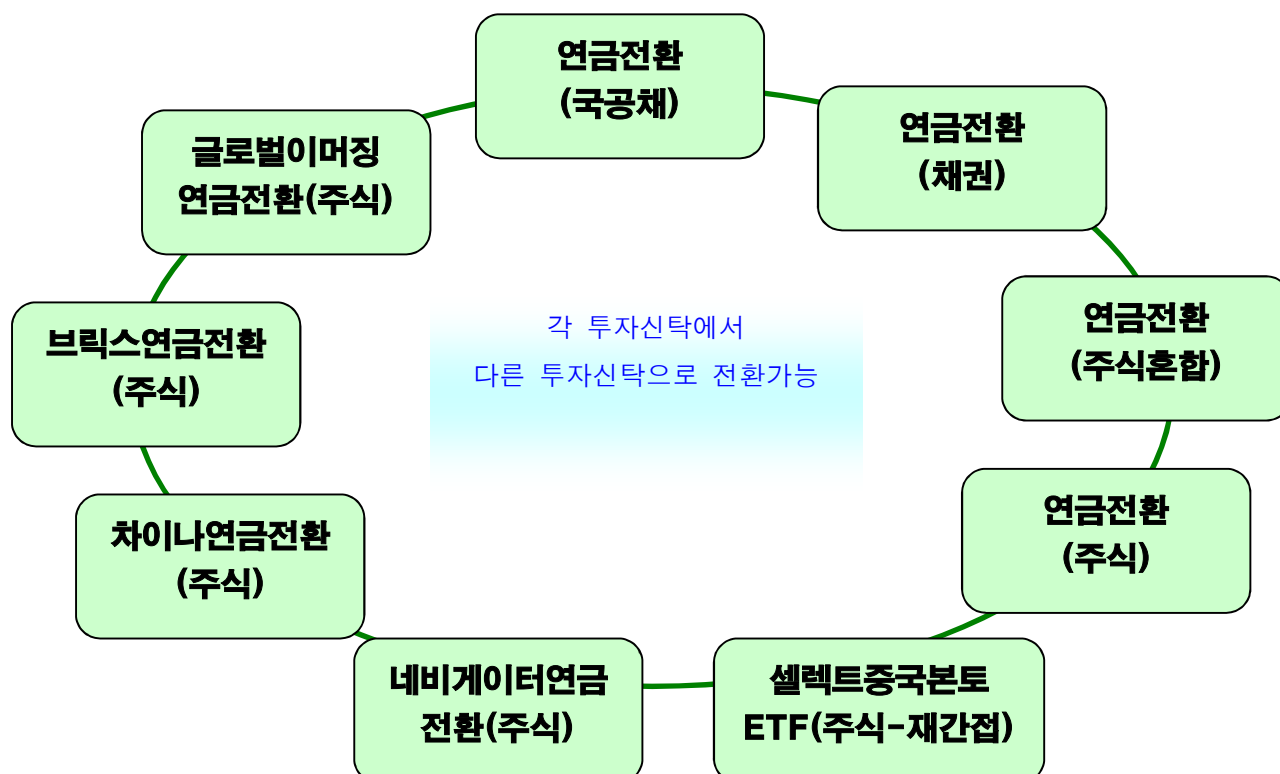 연금전환
(국공채)
연금전환
(채권)
글로벌이머징
연금전환(주식)
연금전환
(주식혼합)
브릭스연금전환
(주식)
각 투자신탁에서
다른 투자신탁으로 전환가능
연금전환
(주식)
차이나연금전환
(주식)
네비게이터연금
전환(주식)
셀렉트중국본토
ETF(주식-재간접)